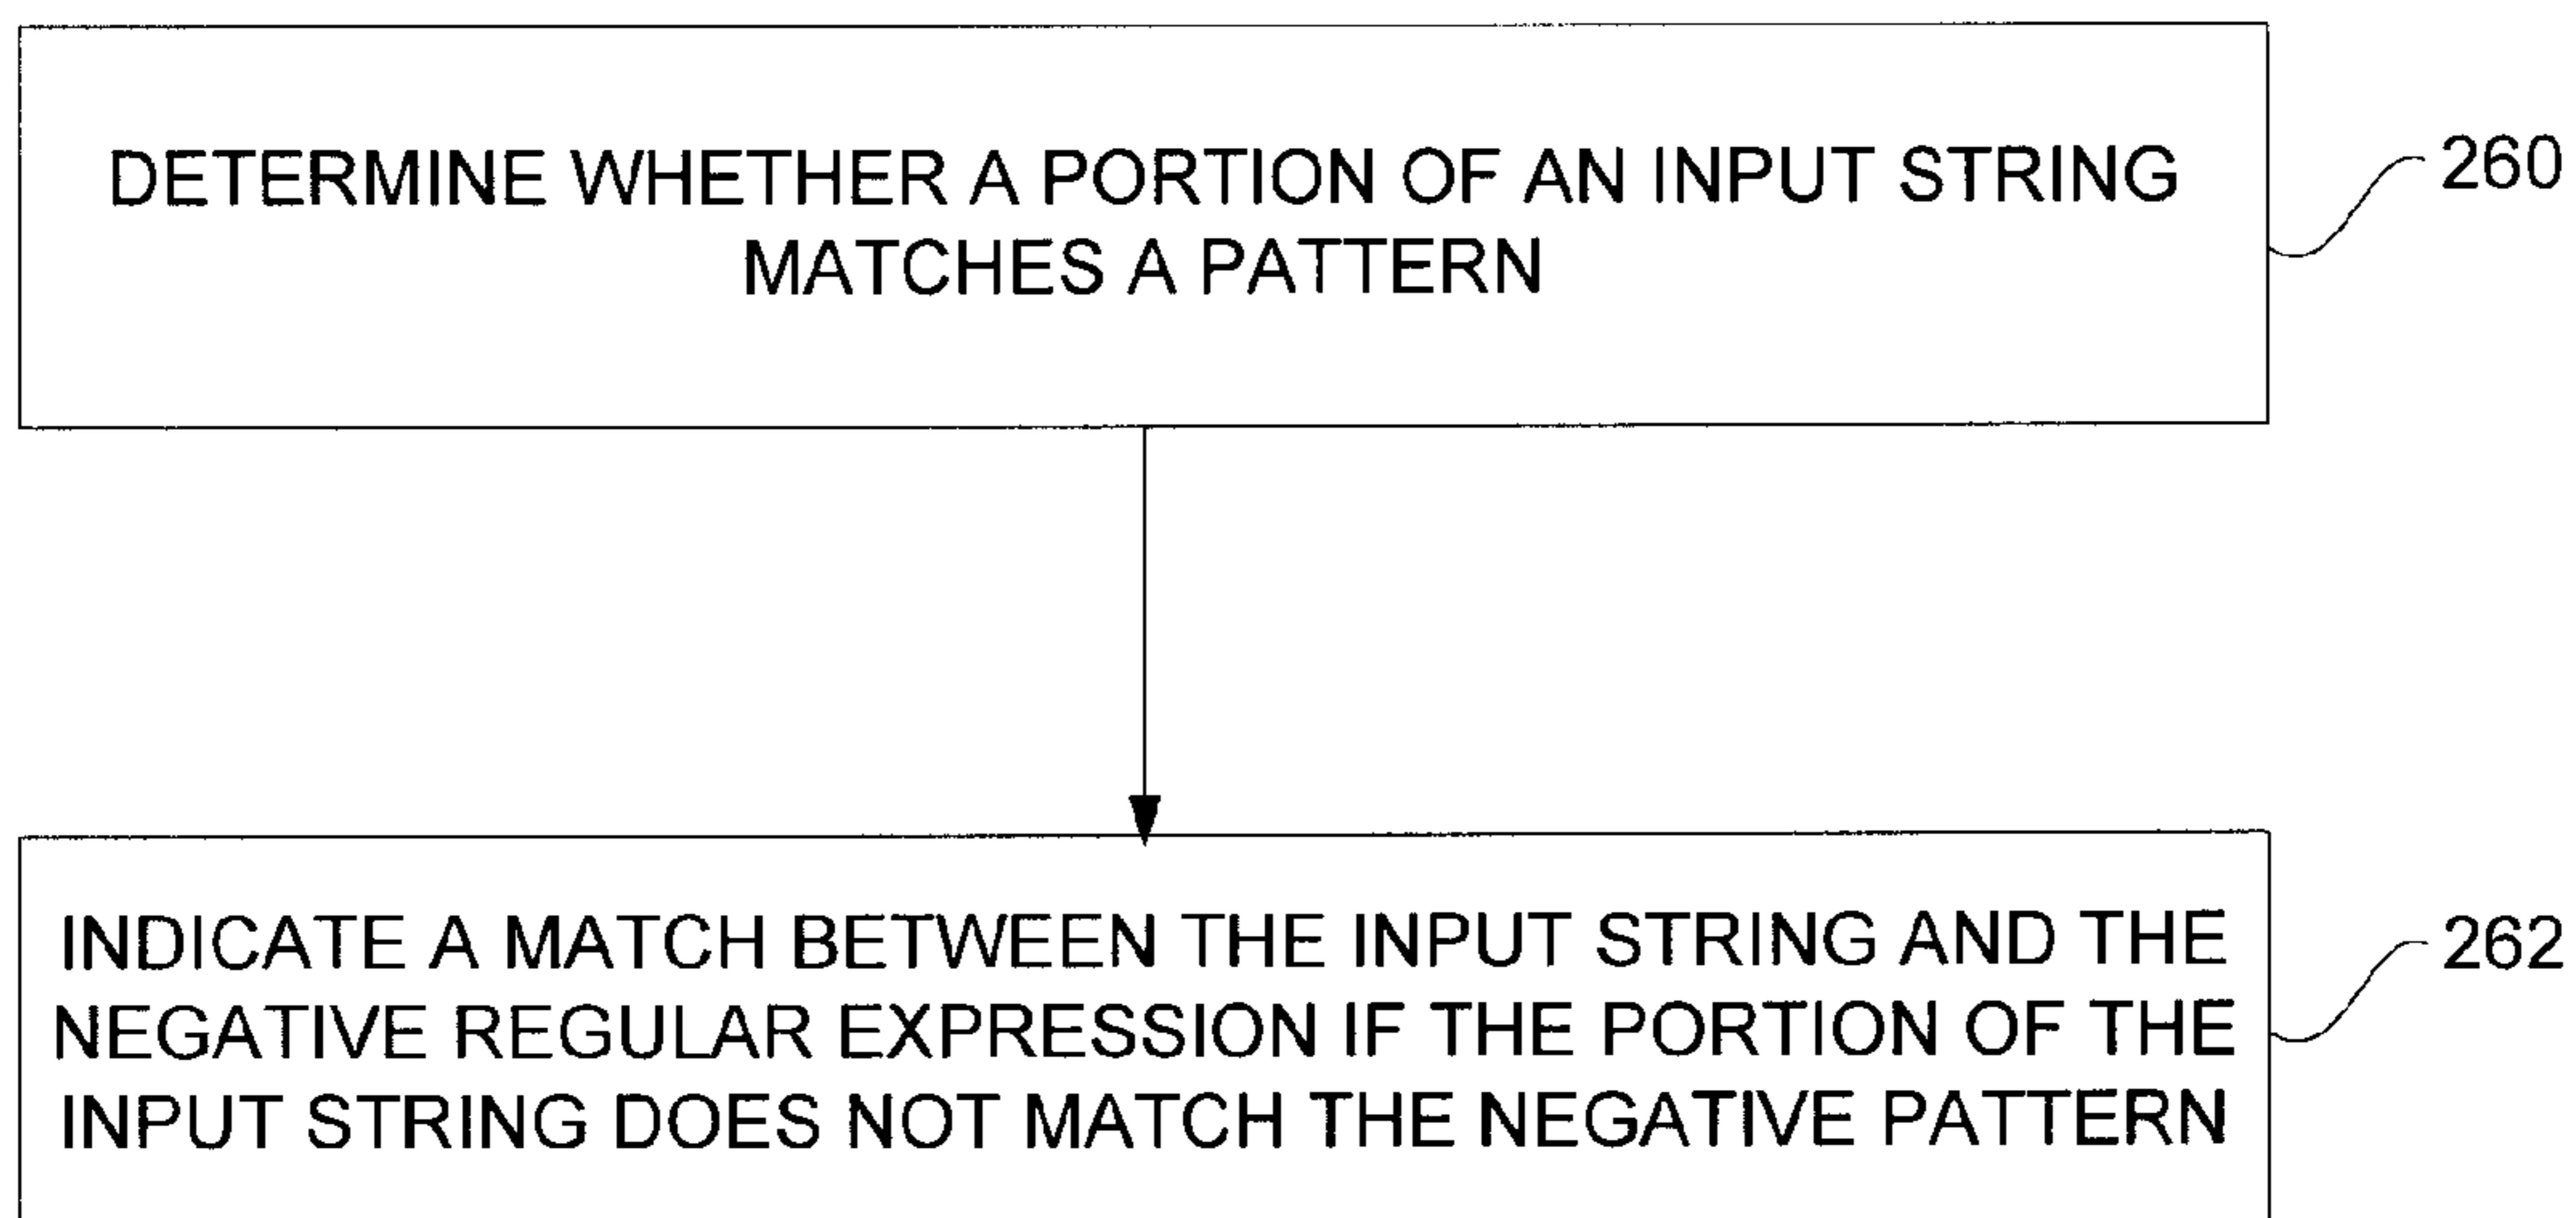 DETERMINE WHETHER A PORTION OF AN INPUT STRING
MATCHES A PATTERN
260
INDICATE A MATCH BETWEEN THE INPUT STRING AND THE
NEGATIVE REGULAR EXPRESSION IF THE PORTION OF THE
INPUT STRING DOES NOT MATCH THE NEGATIVE PATTERN
262